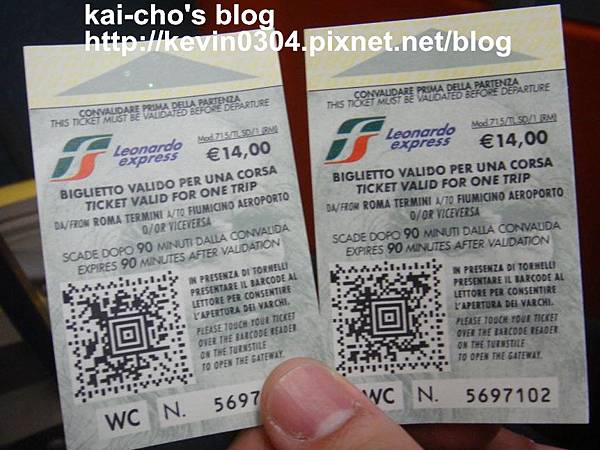 kai-cho's blog
http://kevin0304.pixnet.net/blog
CONVALIDARE PRIMA DELLA PARTENZA
THIS TICKET MUST BE VALIDATED BEFORE DEPARTURE
Mod.715/TL.SD/1 (RM)
Leonardo
express
€14,00
BIGLIETTO VALIDO PER UNA CORSA
TICKET VALID FOR ONE TRIP
DA/FROM ROMA TERMINI A/TO FIUMICINO AEROPORTO
O/OR VICEVERSA
SCADE DOPO 90 MINUTI DALLA CONVALIDA
EXPIRES 90 MINUTES AFTER VALIDATION
IN PRESENZA DI TORNELLI
PRESENTARE IL BARCODE AL
LETTORE PER CONSENTIRE
L'APERTURA DEI VARCHI.
PLEASE TOUCH YOUR TICKET
OVER THE BARCODE READER
ON THE TURNSTILE
TO OPEN THE GATEWAY.
WC N. 5697
CONVALIDARE PRIMA DELLA PARTENZA
THIS TICKET MUST BE VALIDATED BEFORE DEPARTURE
Mod.715/TL.SD/1 (RM)
Leonardo
express
€14,00
BIGLIETTO VALIDO PER UNA CORSA
TICKET VALID FOR ONE TRIP
DA/FROM ROMA TERMINI A/TO FIUMICINO AEROPORTO
O/OR VICEVERSA
SCADE DOPO 90 MINUTI DALLA CONVALIDA
EXPIRES 90 MINUTES AFTER VALIDATION
IN PRESENZA DI TORNELLI
PRESENTARE IL BARCODE AL
LETTORE PER CONSENTIRE
L'APERTURA DEI VARCHI.
PLEASE TOUCH YOUR TICKET
OVER THE BARCODE READER
ON THE TURNSTILE
TO OPEN THE GATEWAY.
WC N. 5697102